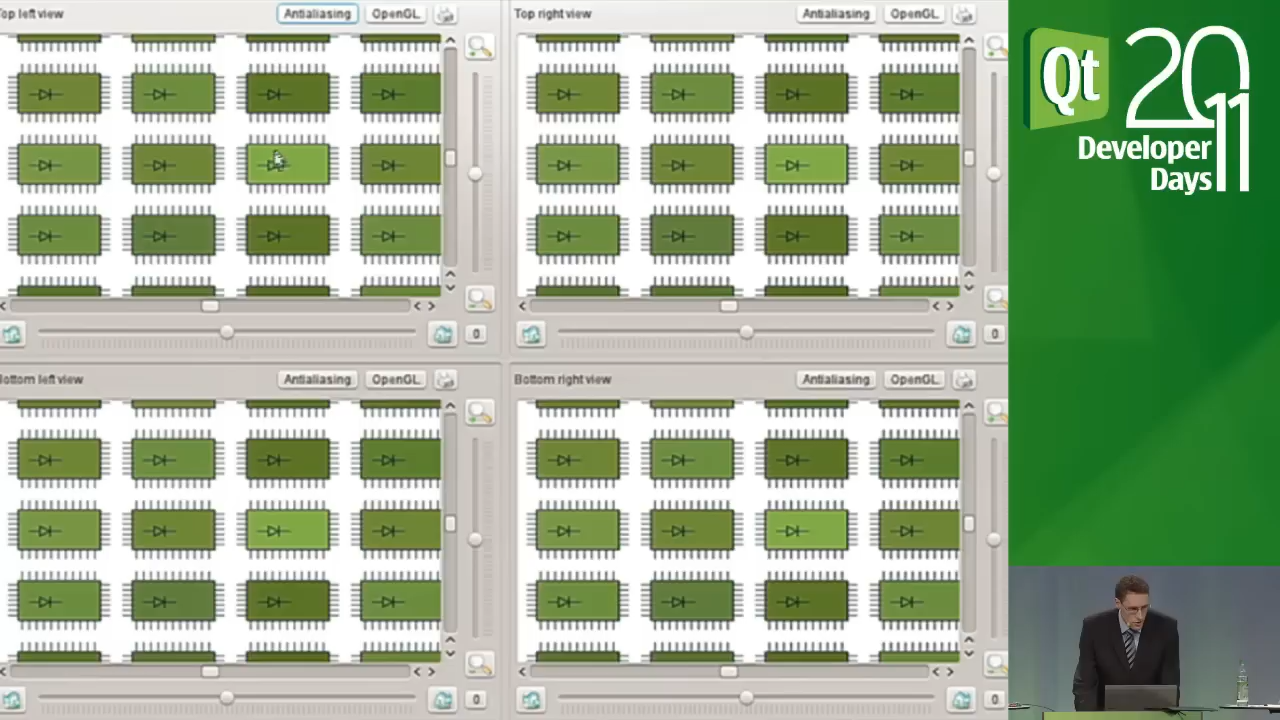 Top left view
Antialiasing
OpenGL
Top right view
Antialiasing
OpenGL
0
0
Bottom left view
Antialiasing
OpenGL
Bottom right view
Antialiasing
OpenGL
0
0
Qt 2011
Developer
Days